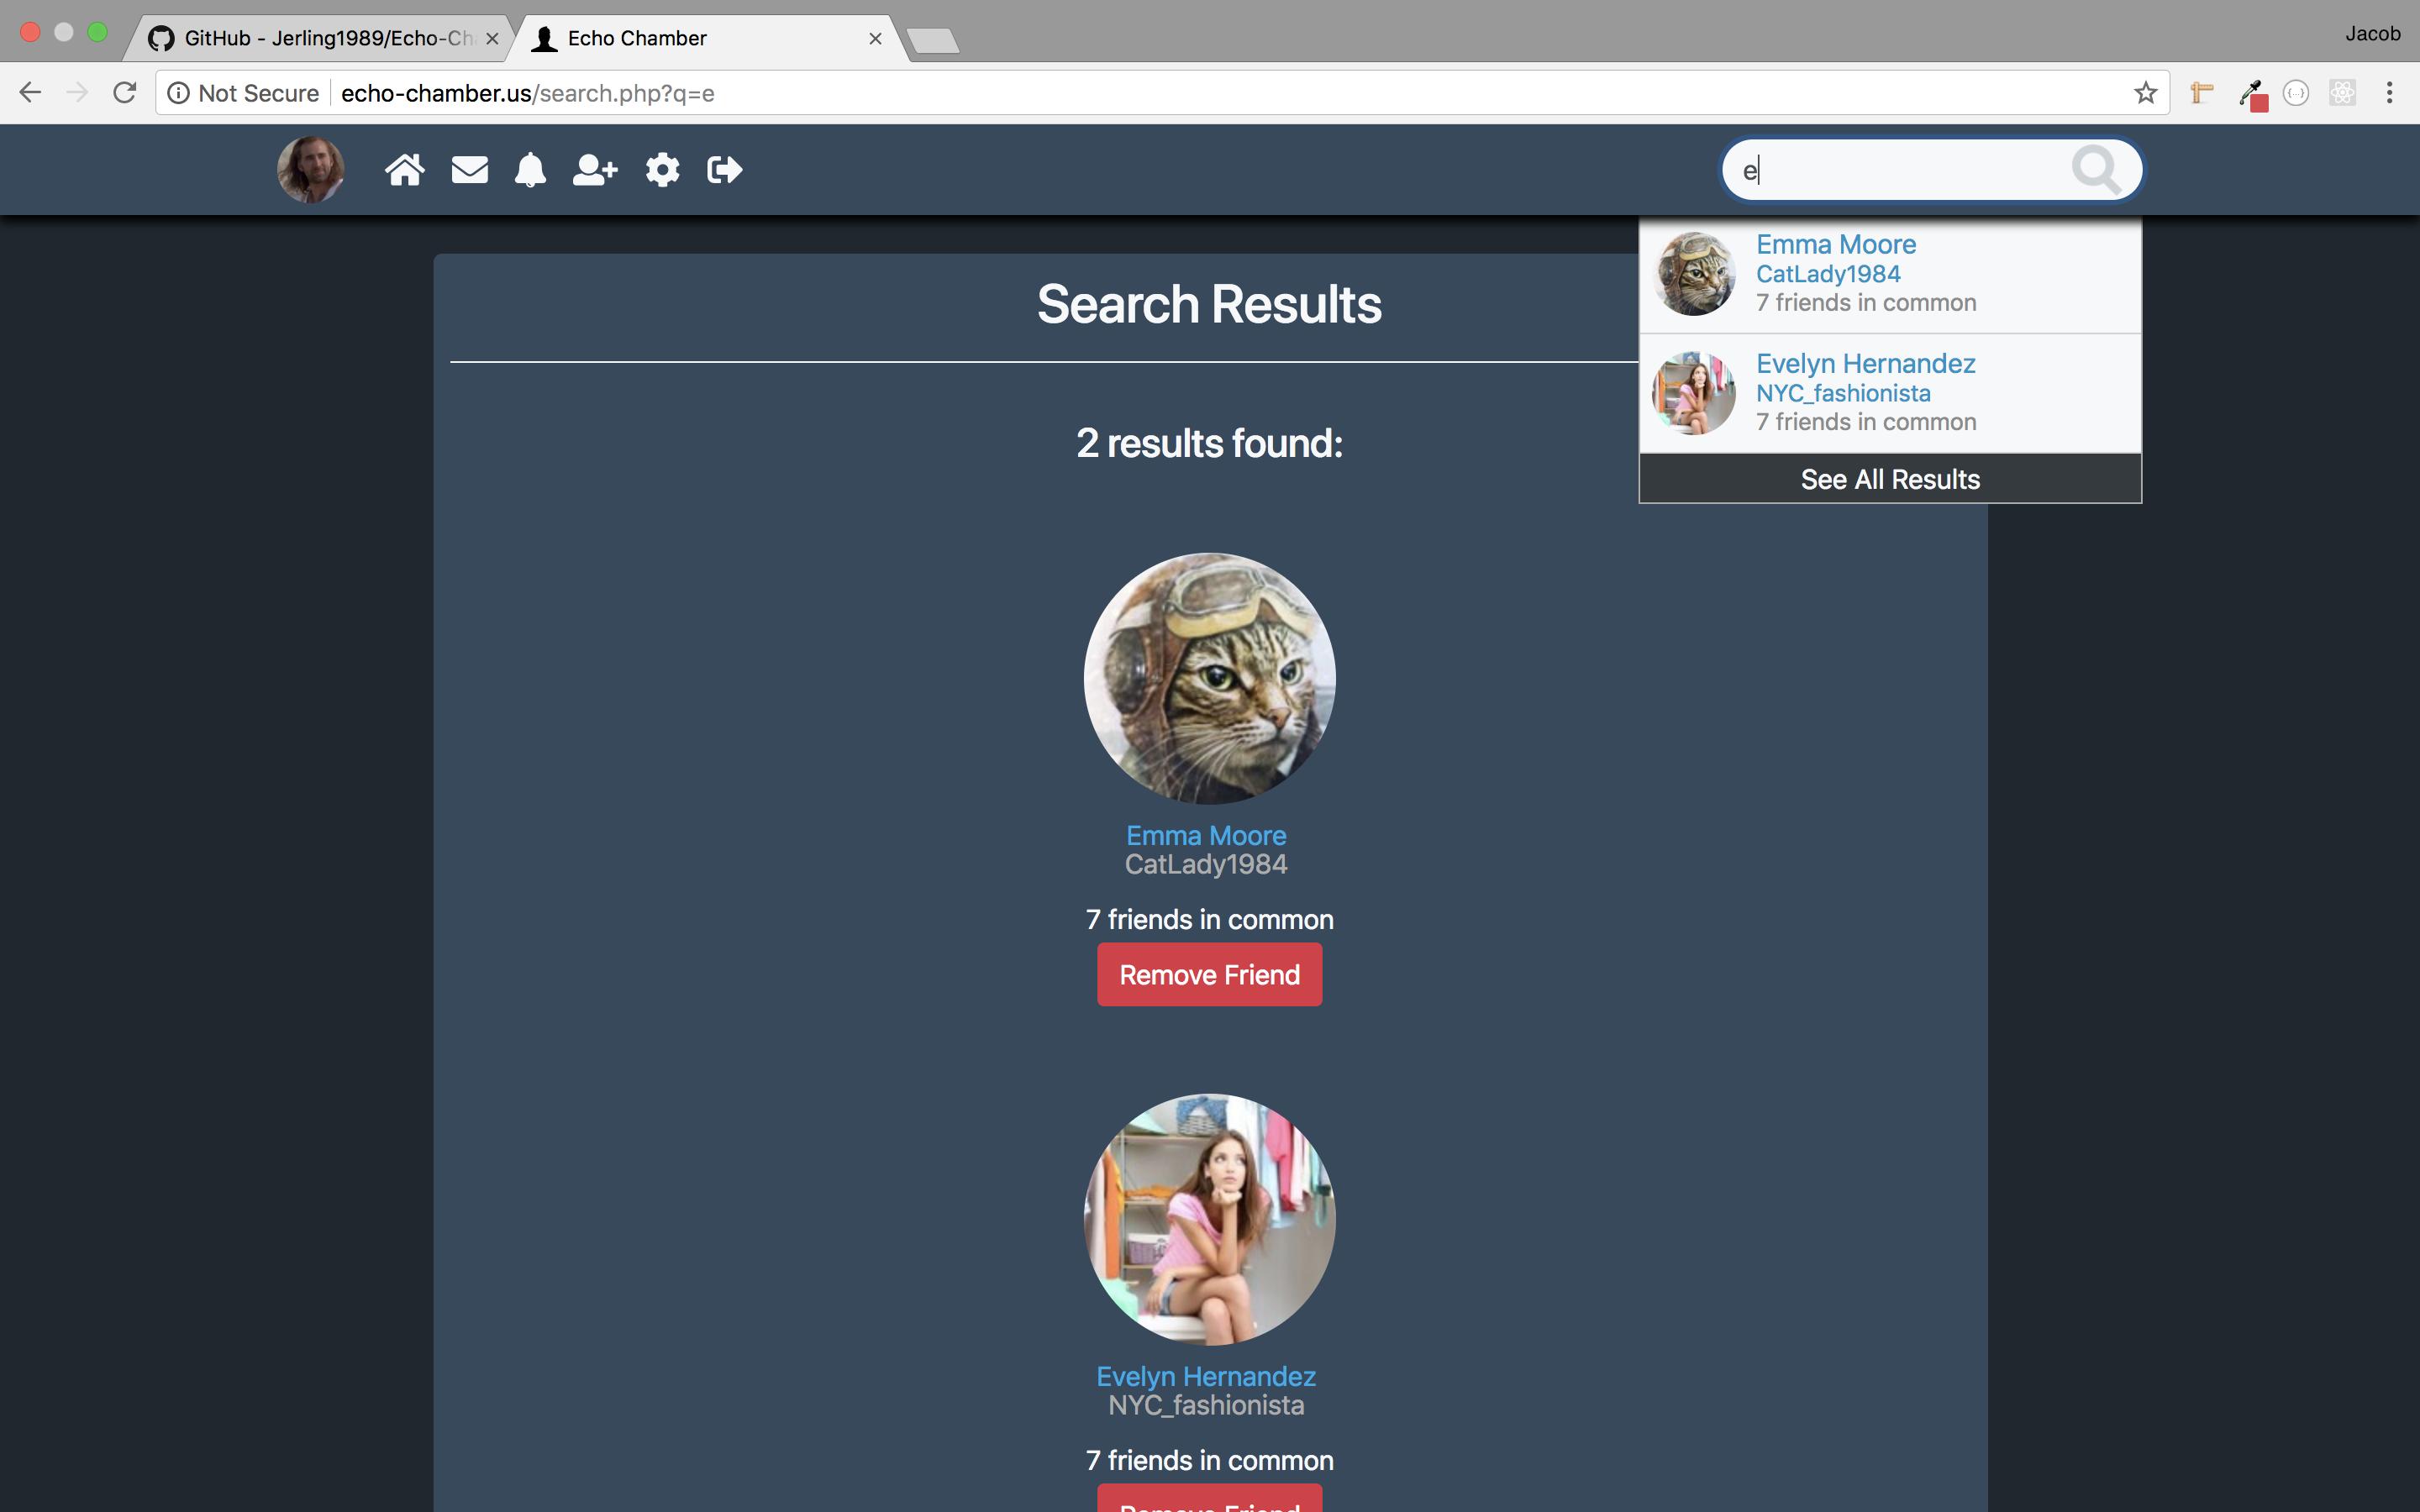 GitHub - Jerling1989/Echo-Ch
Echo Chamber
Jacob
Not Secure
echo-chamber.us/search.php?q=e
e
Emma Moore
CatLady1984
7 friends in common
Evelyn Hernandez
NYC_fashionista
7 friends in common
See All Results
Search Results
2 results found:
Emma Moore
CatLady1984
7 friends in common
Remove Friend
Evelyn Hernandez
NYC_fashionista
7 friends in common
Remove Friend